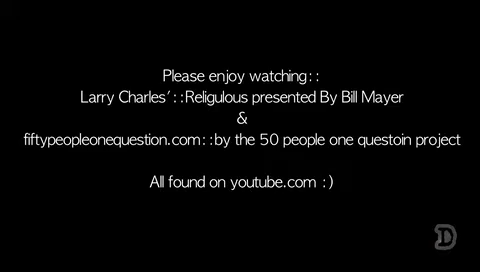 Please enjoy watching::
Larry Charles'::Religulous presented By Bill Mayer
&
fiftypeopleonequestion.com::by the 50 people one questoin project
All found on youtube.com :)
D